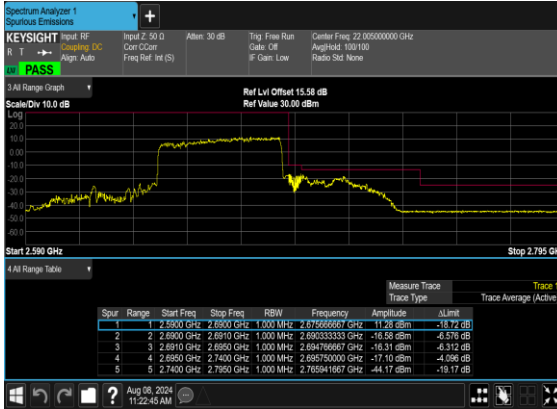 Spectrum Analyzer 1
Spurious Emissions
+
KEYSIGHT Input: RF Input Z: 50 Ω Atten: 30 dB Trig: Free Run Center Freq: 22.005000000 GHz
R T Coupling: DC Corr CCorr Gate: Off Avg|Hold: 100/100
Align: Auto Freq Ref: Int (S) IF Gain: Low Radio Std: None
PASS
3 All Range Graph Ref Lvl Offset 15.58 dB
Scale/Div 10.0 dB Ref Value 30.00 dBm
Log
20.0
10.0
0.00
-10.0
-20.0
-30.0
-40.0
-50.0
-60.0
Start 2.590 GHz Stop 2.795 GH
4 All Range Table
Measure Trace Trace 1
Trace Type Trace Average (Active
Spur Range Start Freq Stop Freq RBW Frequency Amplitude ΔLimit
1 1 2.5900 GHz 2.6900 GHz 1.000 MHz 2.675666667 GHz 11.28 dBm -18.72 dB
2 2 2.6900 GHz 2.6910 GHz 1.000 MHz 2.690333333 GHz -16.58 dBm -6.576 dB
3 3 2.6910 GHz 2.6950 GHz 1.000 MHz 2.694766667 GHz -16.31 dBm -6.312 dB
4 4 2.6950 GHz 2.7400 GHz 1.000 MHz 2.695750000 GHz -17.10 dBm -4.096 dB
5 5 2.7400 GHz 2.7950 GHz 1.000 MHz 2.765941667 GHz -44.17 dBm -19.17 dB
? Aug 08, 2024
11:22:45 AM